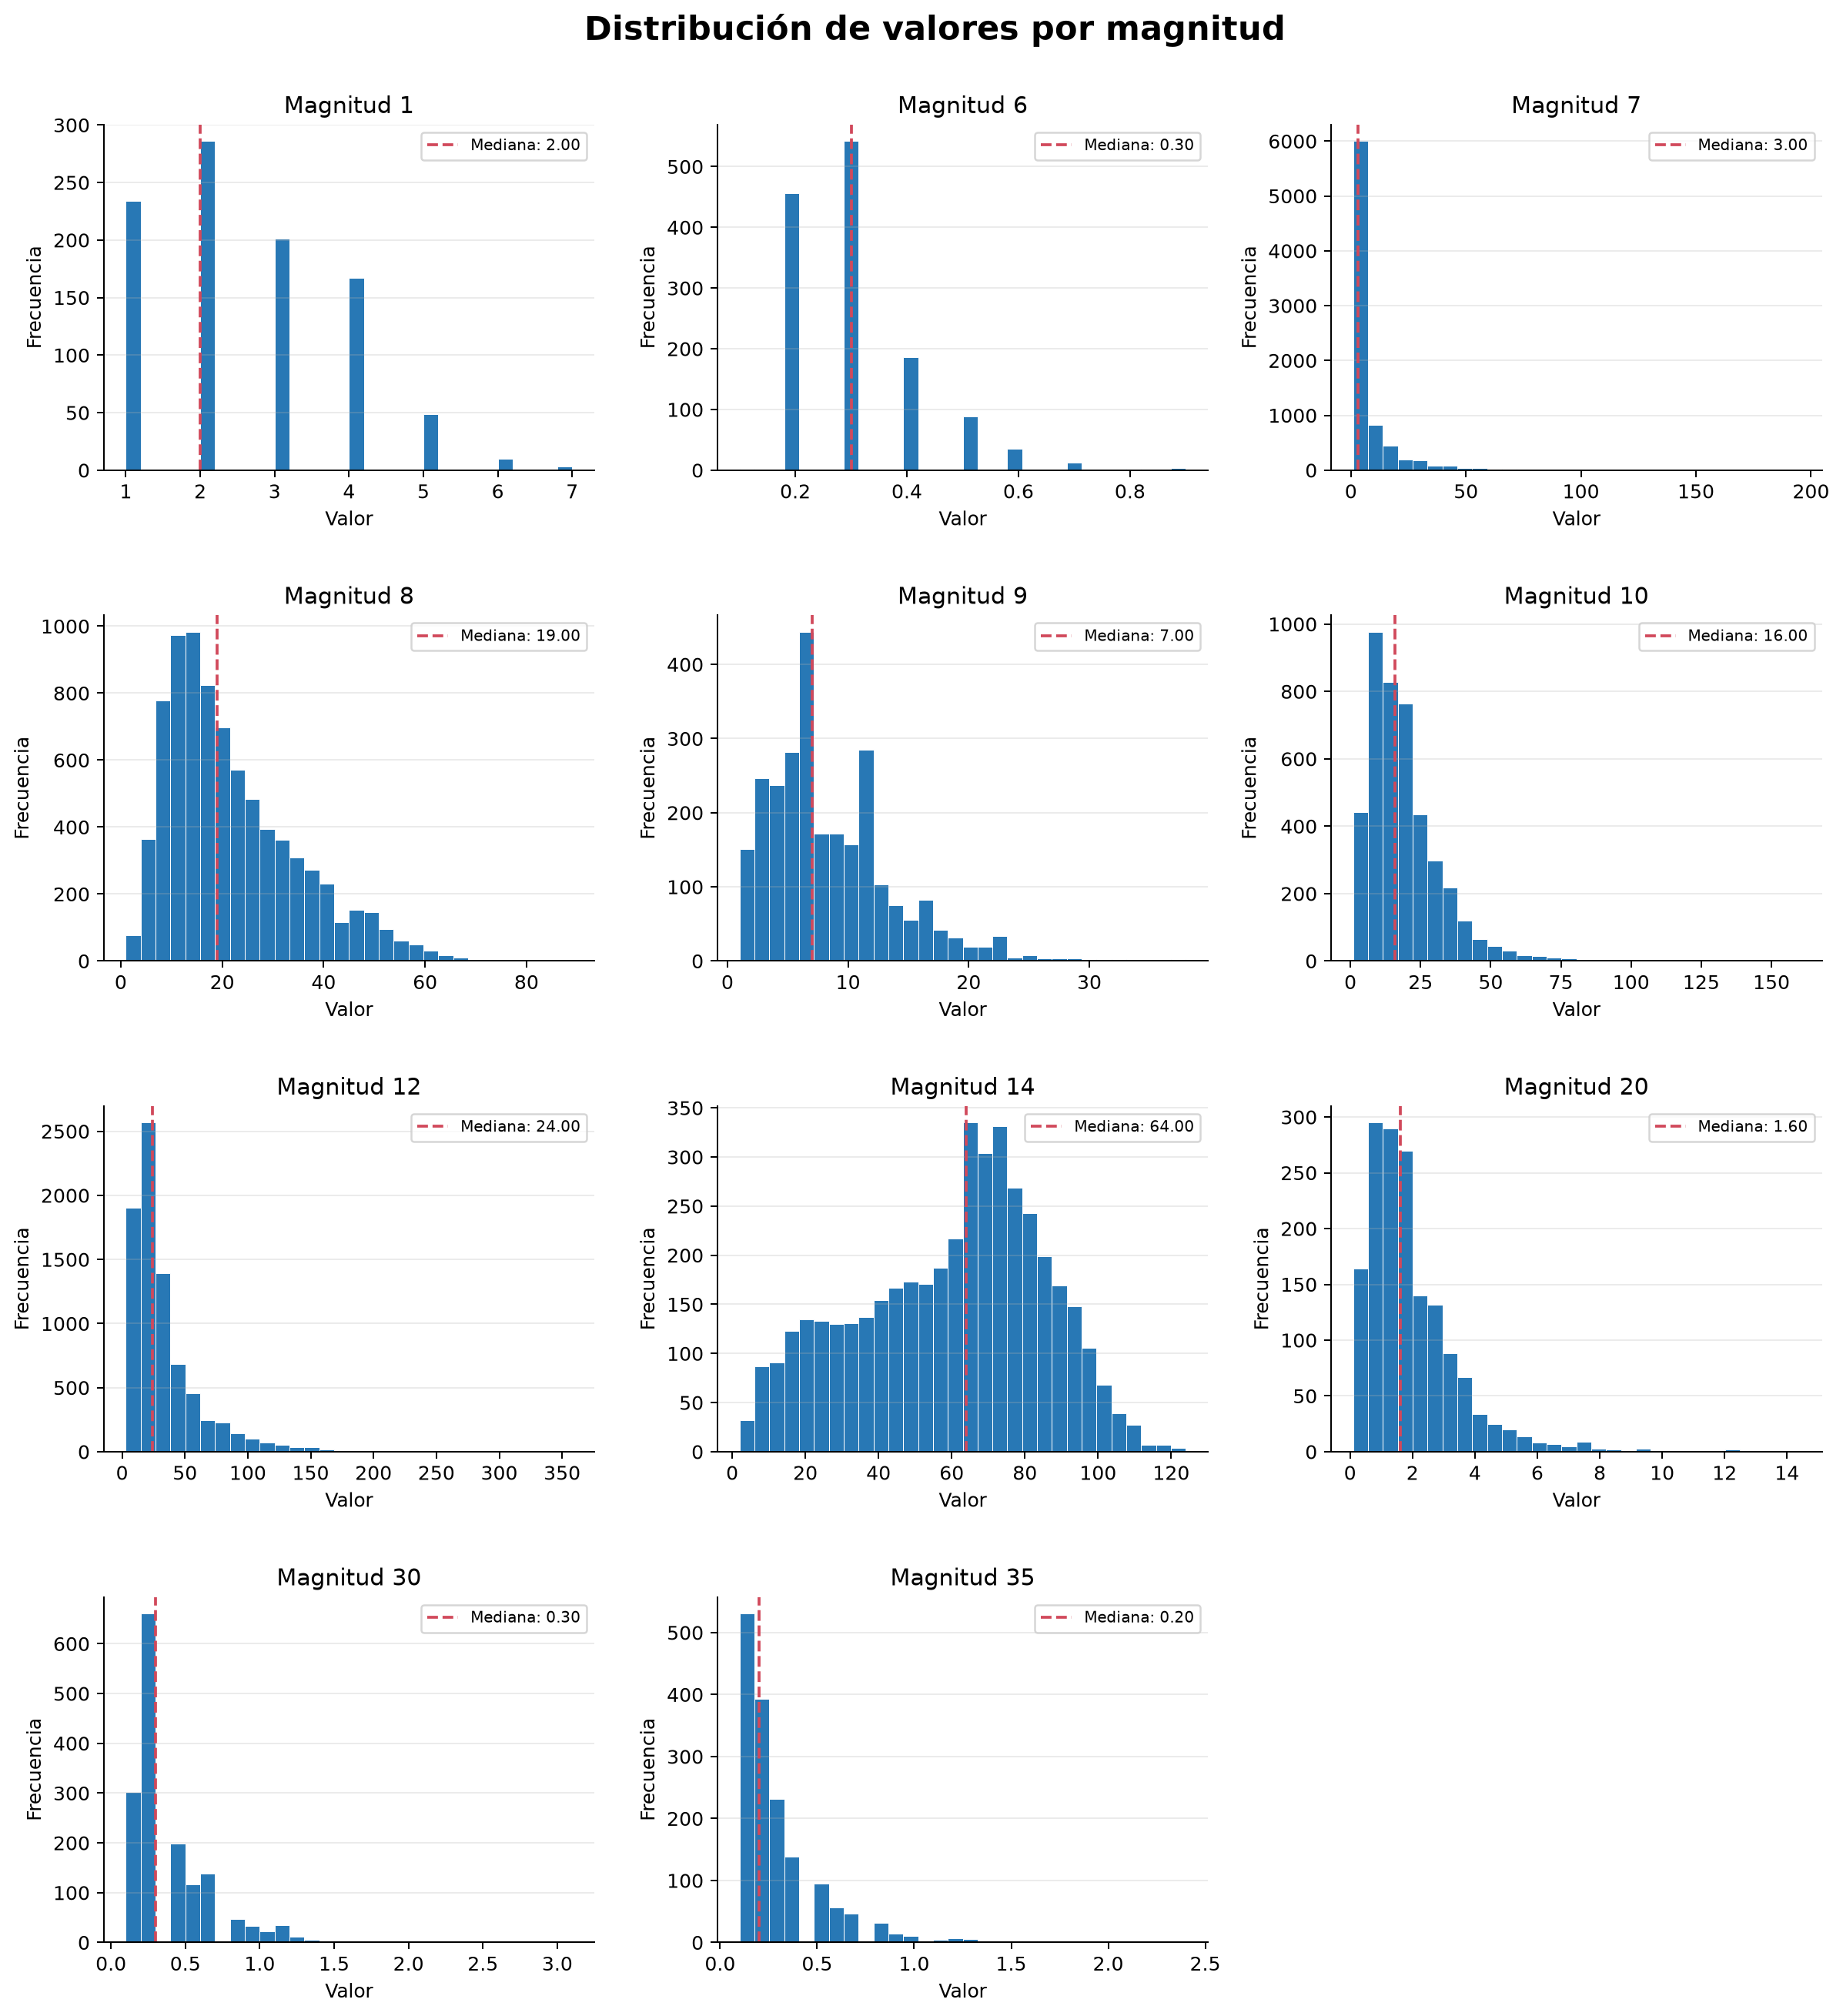 Distribución de valores por magnitud
Magnitud 1
Mediana: 2.00
Frecuencia
300
250
200
150
100
50
0
1 2 3 4 5 6 7
Valor
Magnitud 6
Mediana: 0.30
Frecuencia
500
400
300
200
100
0
0.2 0.4 0.6 0.8
Valor
Magnitud 7
Mediana: 3.00
Frecuencia
6000
5000
4000
3000
2000
1000
0
0 50 100 150 200
Valor
Magnitud 8
Mediana: 19.00
Frecuencia
1000
800
600
400
200
0
0 20 40 60 80
Valor
Magnitud 9
Mediana: 7.00
Frecuencia
400
300
200
100
0
0 10 20 30
Valor
Magnitud 10
Mediana: 16.00
Frecuencia
1000
800
600
400
200
0
0 25 50 75 100 125 150
Valor
Magnitud 12
Mediana: 24.00
Frecuencia
2500
2000
1500
1000
500
0
0 50 100 150 200 250 300 350
Valor
Magnitud 14
Mediana: 64.00
Frecuencia
350
300
250
200
150
100
50
0
0 20 40 60 80 100 120
Valor
Magnitud 20
Mediana: 1.60
Frecuencia
300
250
200
150
100
50
0
0 2 4 6 8 10 12 14
Valor
Magnitud 30
Mediana: 0.30
Frecuencia
600
500
400
300
200
100
0
0.0 0.5 1.0 1.5 2.0 2.5 3.0
Valor
Magnitud 35
Mediana: 0.20
Frecuencia
500
400
300
200
100
0
0.0 0.5 1.0 1.5 2.0 2.5
Valor